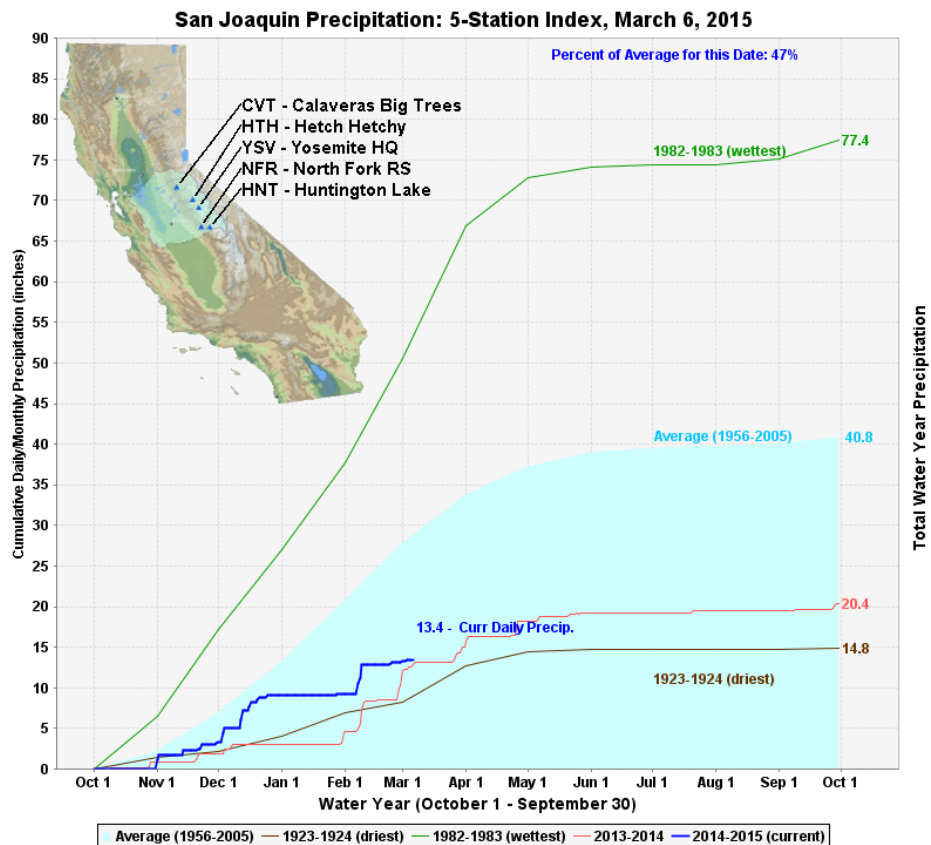 San Joaquin Precipitation: 5-Station Index, March 6, 2015
Percent of Average for this Date: 47%
CVT - Calaveras Big Trees
HTH - Hetch Hetchy
YSV - Yosemite HQ
NFR - North Fork RS
HNT - Huntington Lake
1982-1983 (wettest)
77.4
Average (1956-2005)
40.8
20.4
13.4 - Curr Daily Precip.
14.8
1923-1924 (driest)
Cumulative Daily/Monthly Precipitation (inches)
90
85
80
75
70
65
60
55
50
45
40
35
30
25
20
15
10
5
0
Total Water Year Precipitation
Oct 1 Nov 1 Dec 1 Jan 1 Feb 1 Mar 1 Apr 1 May 1 Jun 1 Jul 1 Aug 1 Sep 1 Oct 1
Water Year (October 1 - September 30)
Average (1956-2005) 1923-1924 (driest) 1982-1983 (wettest) 2013-2014 2014-2015 (current)